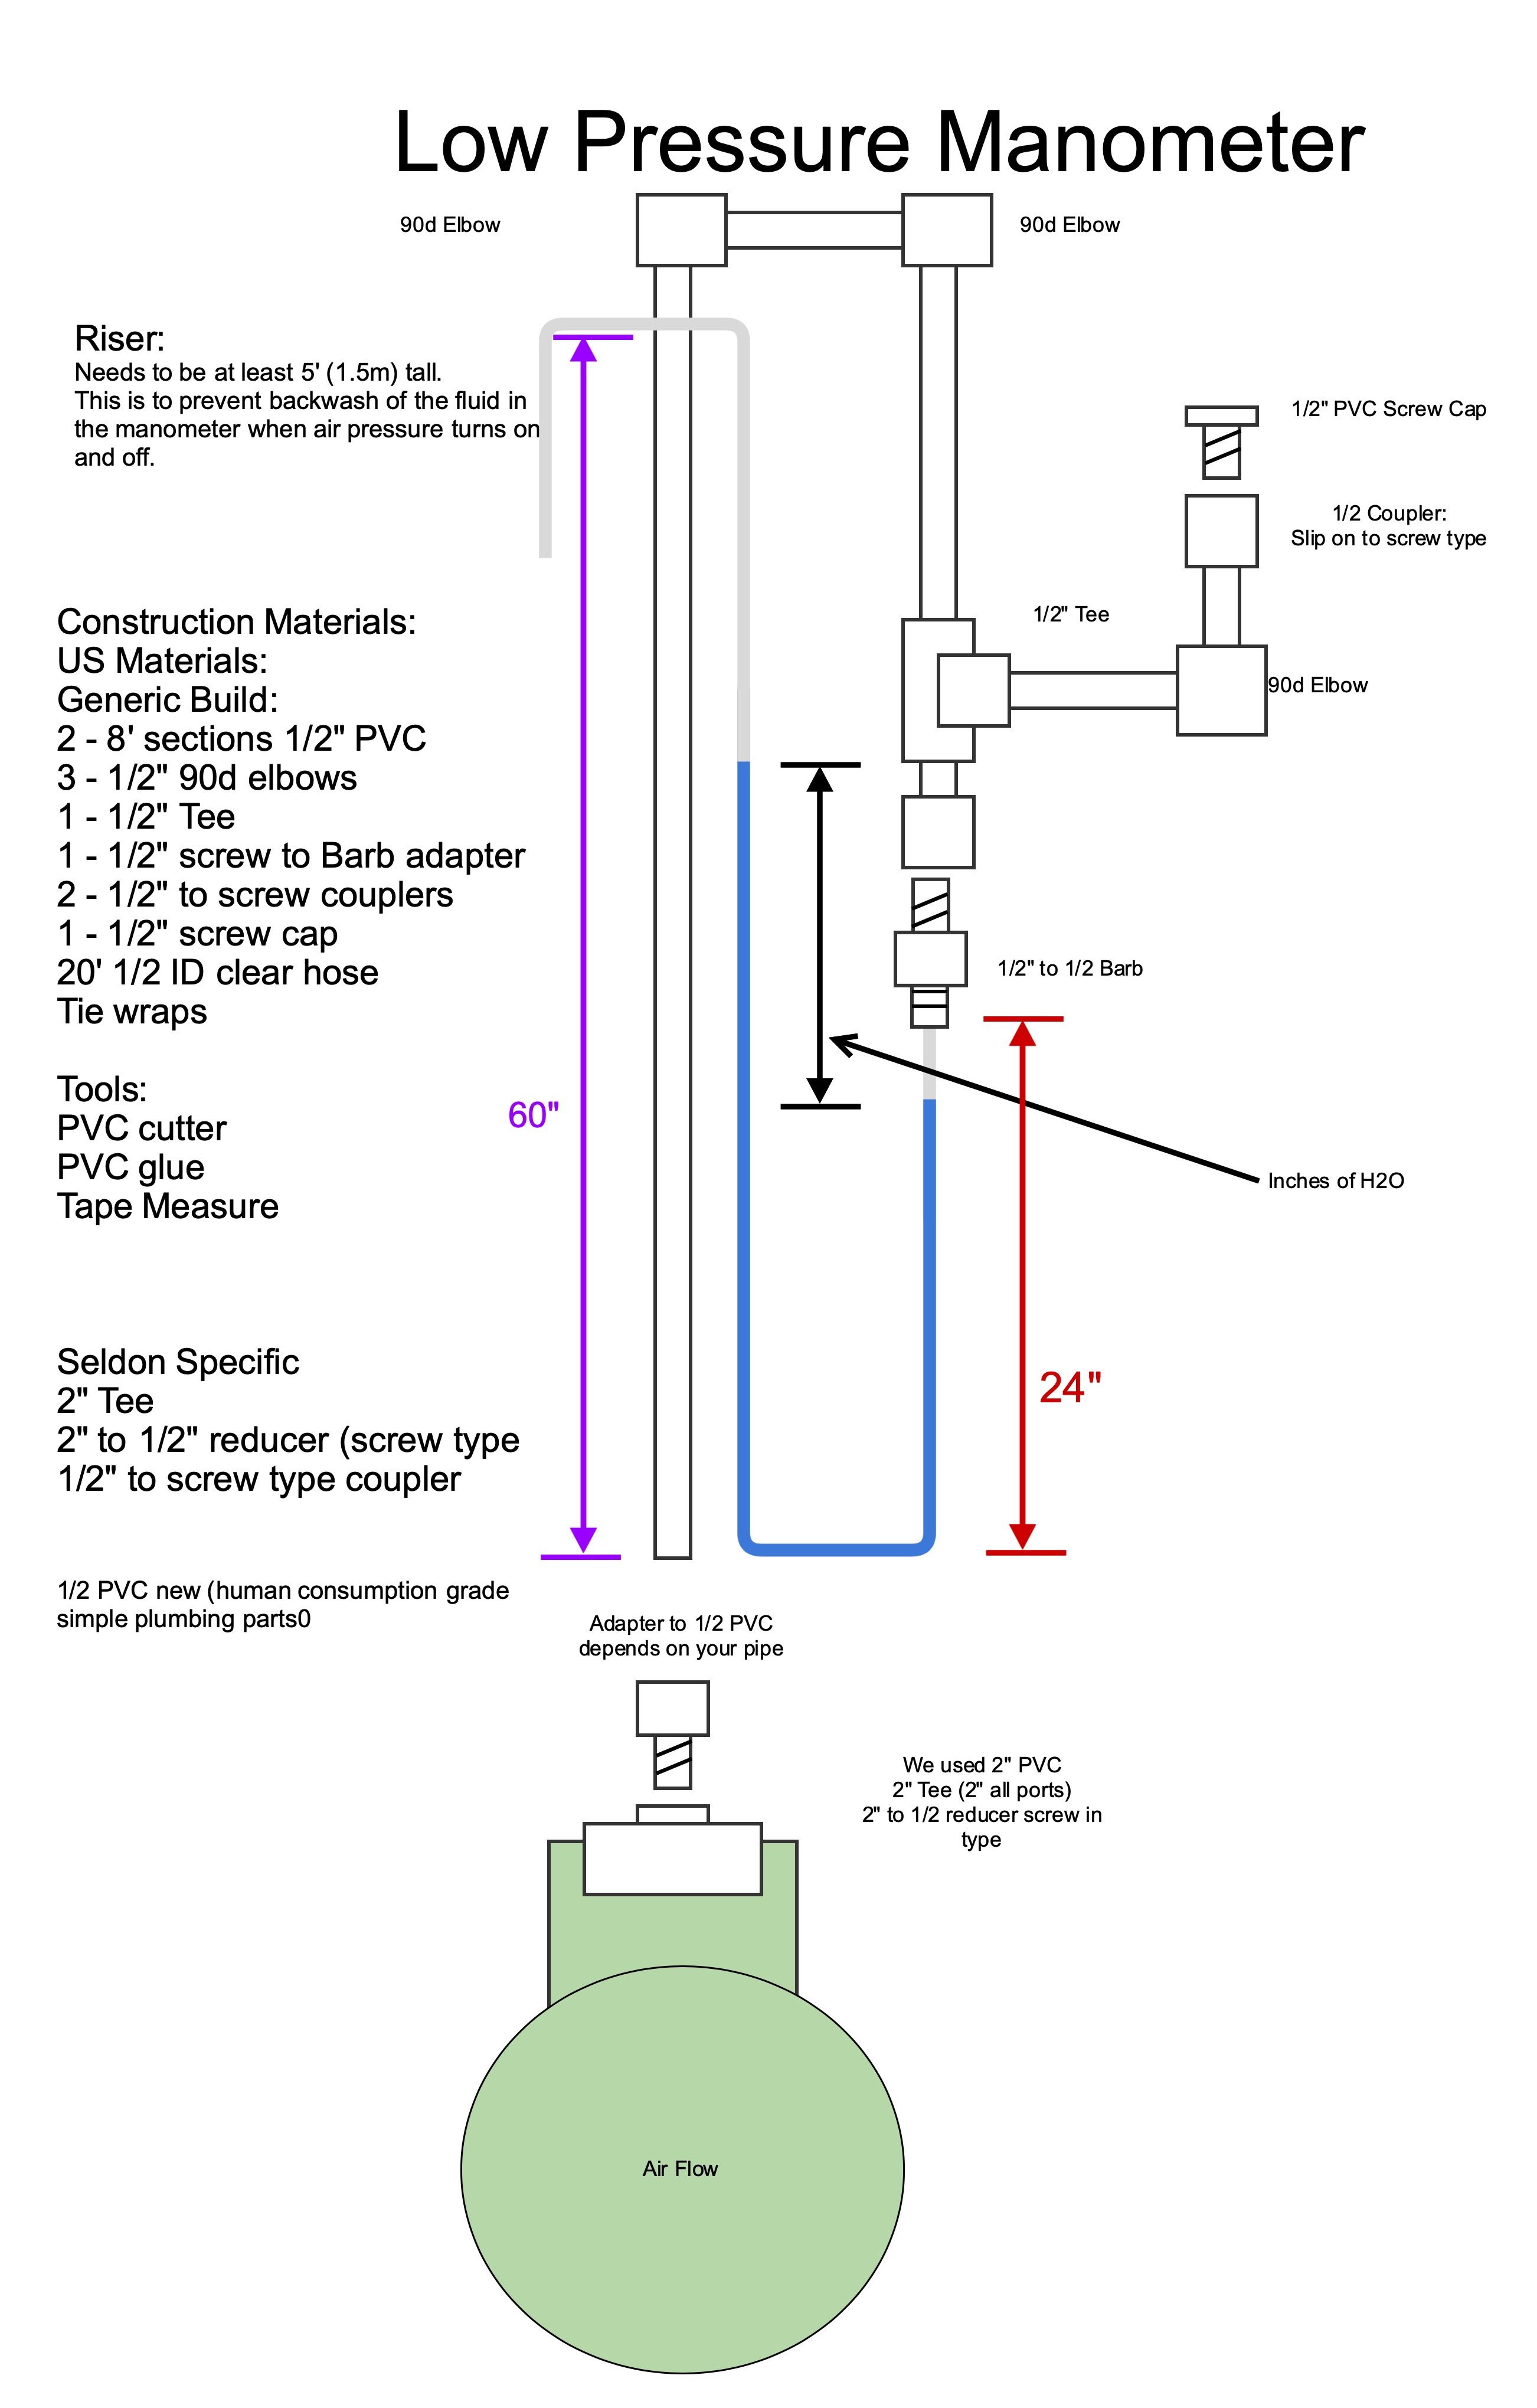 Low Pressure Manometer
90d Elbow
90d Elbow
Riser:
Needs to be at least 5' (1.5m) tall.
This is to prevent backwash of the fluid in
the manometer when air pressure turns on
and off.
1/2" PVC Screw Cap
1/2 Coupler:
Slip on to screw type
1/2" Tee
90d Elbow
Construction Materials:
US Materials:
Generic Build:
2 - 8' sections 1/2" PVC
3 - 1/2" 90d elbows
1 - 1/2" Tee
1 - 1/2" screw to Barb adapter
2 - 1/2" to screw couplers
1 - 1/2" screw cap
20' 1/2 ID clear hose
Tie wraps
Tools:
PVC cutter
PVC glue
Tape Measure
1/2" to 1/2 Barb
60"
Inches of H2O
24"
Seldon Specific
2" Tee
2" to 1/2" reducer (screw type
1/2" to screw type coupler
1/2 PVC new (human consumption grade
simple plumbing parts0
Adapter to 1/2 PVC
depends on your pipe
We used 2" PVC
2" Tee (2" all ports)
2" to 1/2 reducer screw in
type
Air Flow